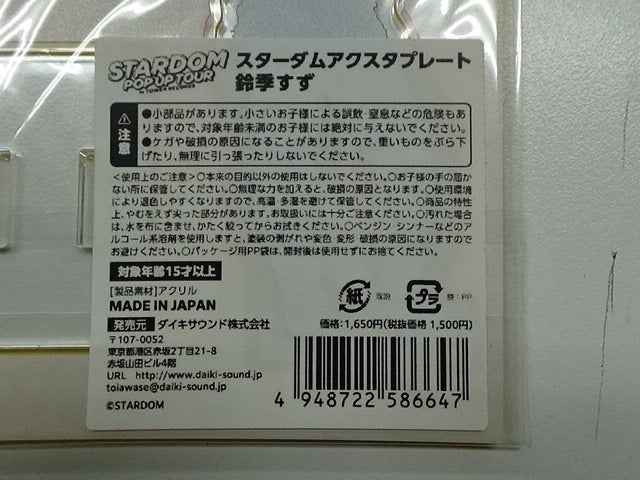 STARDOM
POP UP TOUR
in TOWER RECORDS
スターダムアクスタプレート
鈴季すず
注意
●小部品があります。小さいお子様による誤飲・窒息などの危険もあ
りますので、対象年齢未満のお子様には絶対に与えないでください。
●ケガや破損の原因になることがありますので、重いものをぶら下
げたり、無理に引っ張ったりしないでください。
＜使用上のご注意＞○本来の目的以外の使用はしないでください。○お子様の手の届か
ない所に保管してください。○無理な力を加えると、破損の原因となります。○使用環境
により退色しやすくなりますので、高温・多湿を避けて保管してください。○商品の特性
上、やむをえず尖った部分があります。お取扱いには十分ご注意ください。○汚れた場合
は、水を布に含ませ、かたく絞ってからお拭きください。○ベンジン・シンナーなどのア
ルコール系溶剤を使用しますと、塗装の剥がれや変色・変形・破損の原因になりますので
お避けください。○パッケージ用PP袋は、開封後は使用せずにお捨てください。
対象年齢15才以上
[製品素材]アクリル
MADE IN JAPAN
紙 取説
プラ 袋：PP
発売元 ダイキサウンド株式会社
価格：1,650円(税抜価格 1,500円)
〒107-0052
東京都港区赤坂2丁目21-8
赤坂山田ビル4階
URL http://www.daiki-sound.jp
toiawase@daiki-sound.jp
©STARDOM
4 948722 586647